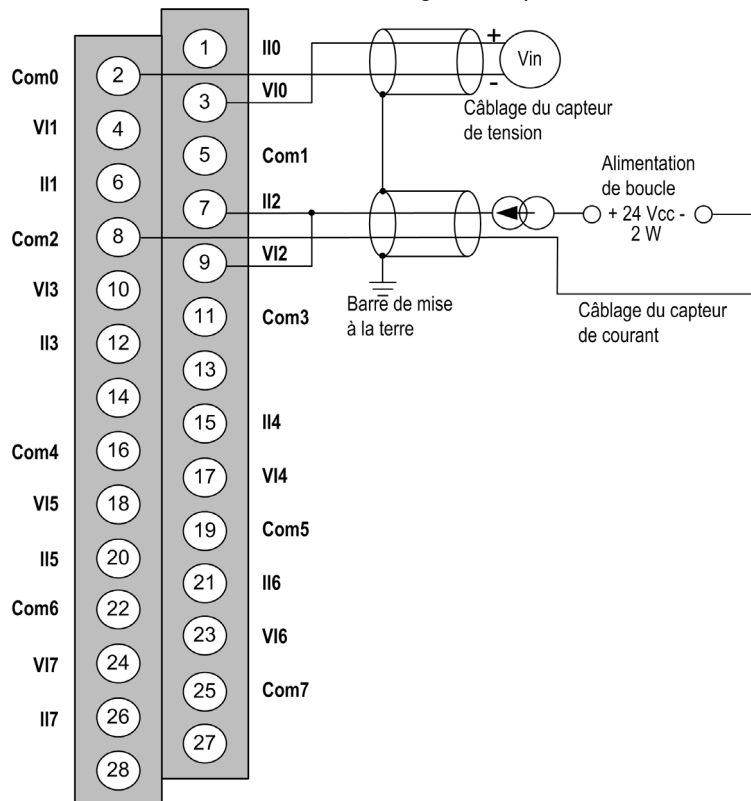 1
II0
+
Vin
-
Com0
2
3
VI0
Câblage du capteur
de tension
VI1
4
5
Com1
Alimentation
de boucle
II1
6
7
II2
+ 24 Vcc -
2 W
Com2
8
9
VI2
VI3
10
Barre de mise
à la terre
11
Com3
Câblage du capteur
de courant
II3
12
13
14
15
II4
Com4
16
17
VI4
VI5
18
19
Com5
II5
20
21
II6
Com6
22
23
VI6
VI7
24
25
Com7
II7
26
27
28